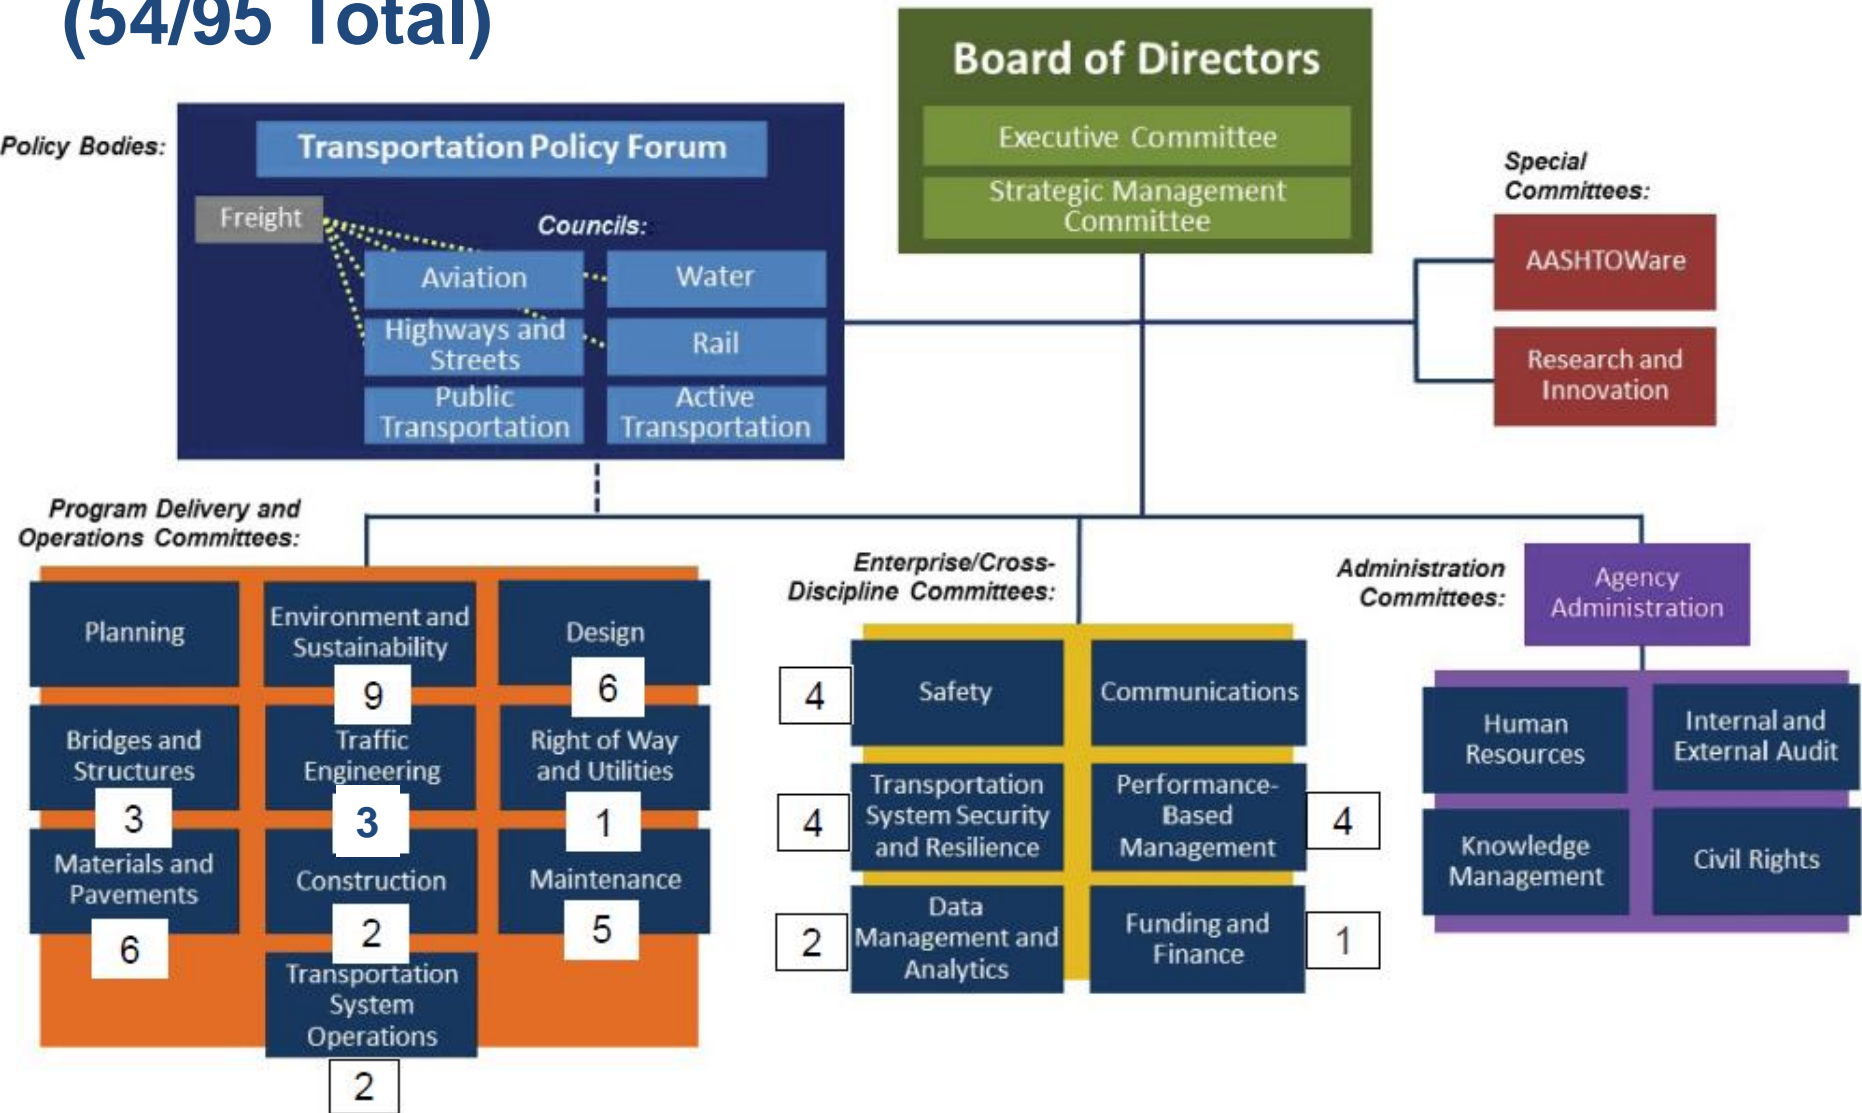 (54/95 Total)
Board of Directors
Executive Committee
Strategic Management
Committee
Policy Bodies:
Transportation Policy Forum
Freight
Councils:
Aviation
Water
Highways and
Streets
Rail
Public
Transportation
Active
Transportation
Special
Committees:
AASHTOWare
Research and
Innovation
Program Delivery and
Operations Committees:
Planning
Environment and
Sustainability
9
Design
6
Bridges and
Structures
3
Traffic
Engineering
3
Right of Way
and Utilities
1
Materials and
Pavements
6
Construction
2
Maintenance
5
Transportation
System
Operations
2
Enterprise/Cross-
Discipline Committees:
4
Safety
Communications
4
Transportation
System Security
and Resilience
Performance-
Based
Management
4
2
Data
Management and
Analytics
Funding and
Finance
1
Administration
Committees:
Agency
Administration
Human
Resources
Internal and
External Audit
Knowledge
Management
Civil Rights